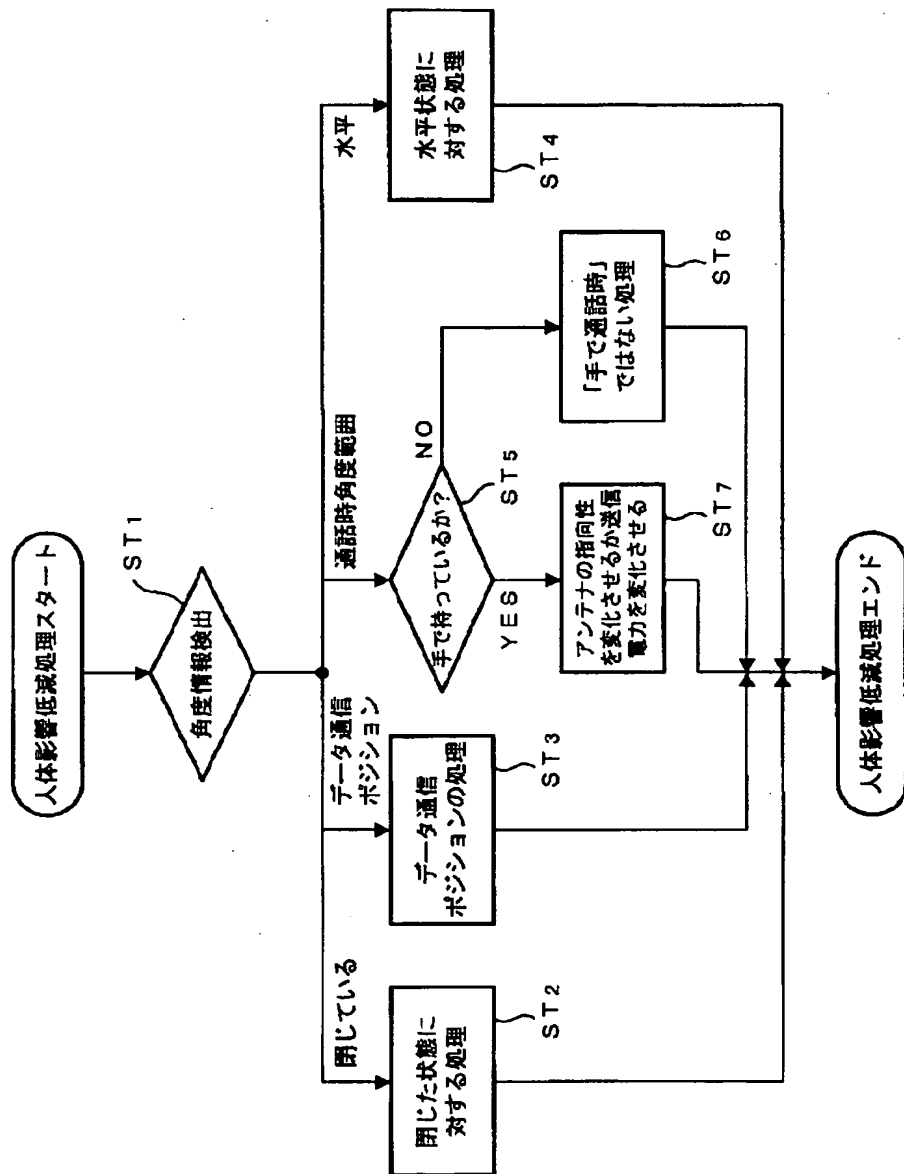 人体影響低減処理スタート
角度情報検出
ST1
閉じている
データ通信
ポジション
通話時角度範囲
水平
閉じた状態に
対する処理
ST2
データ通信
ポジションの処理
ST3
手で持っているか?
ST5
NO
YES
水平状態に
対する処理
ST4
「手で通話時」
ではない処理
ST6
アンテナの指向性
を変化させるか送信
電力を変化させる
ST7
人体影響低減処理エンド